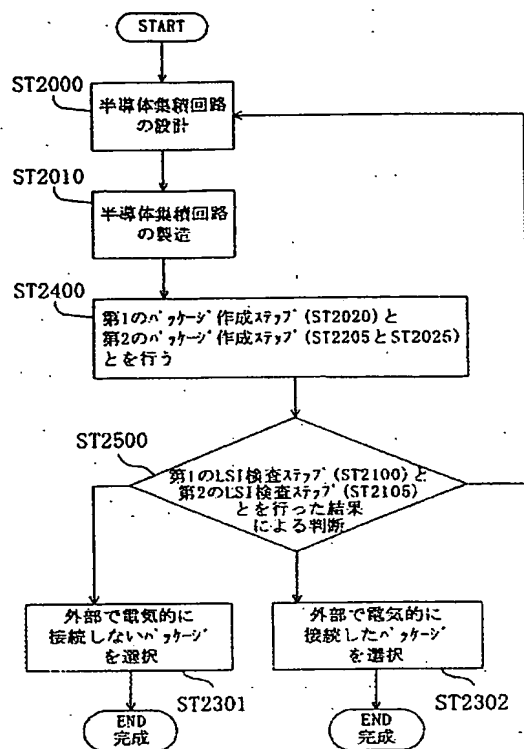 START
ST2000
半導体集積回路
の設計
ST2010
半導体集積回路
の製造
ST2400
第1のパッケージ作成ステップ(ST2020)と
第2のパッケージ作成ステップ(ST2205とST2025)
とを行う
ST2500
第1のLSI検査ステップ(ST2100)と
第2のLSI検査ステップ(ST2105)
とを行った結果
による判断
外部で電気的に
接続しないパッケージ
を選択
ST2301
外部で電気的に
接続したパッケージ
を選択
ST2302
END
完成
END
完成